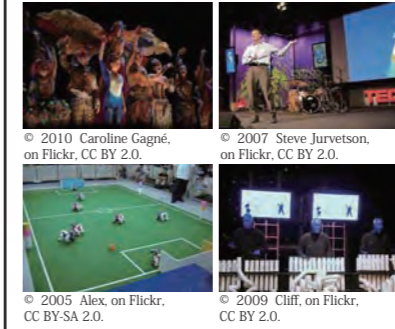 TED
© 2010 Caroline Gagné,
on Flickr, CC BY 2.0.
© 2007 Steve Jurvetson,
on Flickr, CC BY 2.0.
© 2005 Alex, on Flickr,
CC BY-SA 2.0.
© 2009 Cliff, on Flickr,
CC BY 2.0.